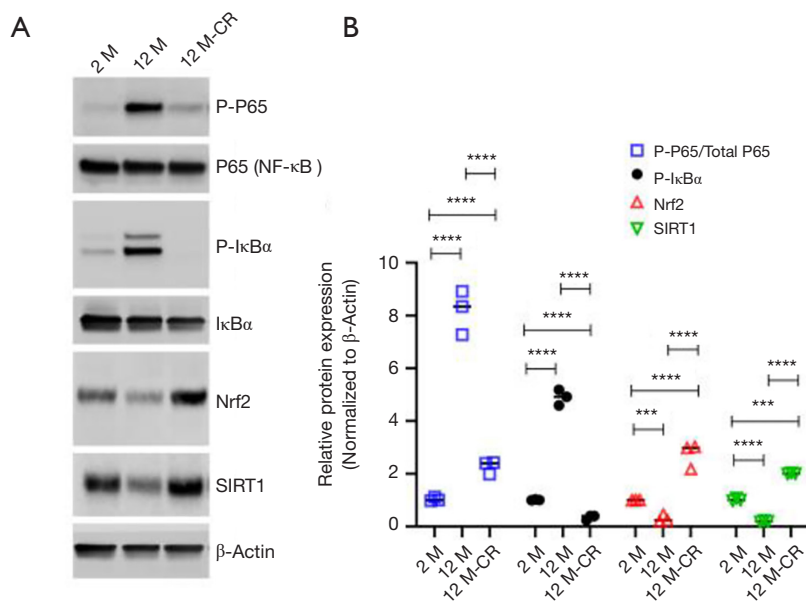 A
2 M 12 M 12 M-CR
P-P65
P65 (NF-κB )
P-IκBα
IκBα
Nrf2
SIRT1
β-Actin
B
P-P65/Total P65
P-IκBα
Nrf2
SIRT1
Relative protein expression
(Normalized to β-Actin)
10
8
6
4
2
0
**** **** ****
**** **** ****
**** **** ***
**** *** ****
2 M 12 M 12 M-CR 2 M 12 M 12 M-CR 2 M 12 M 12 M-CR 2 M 12 M 12 M-CR